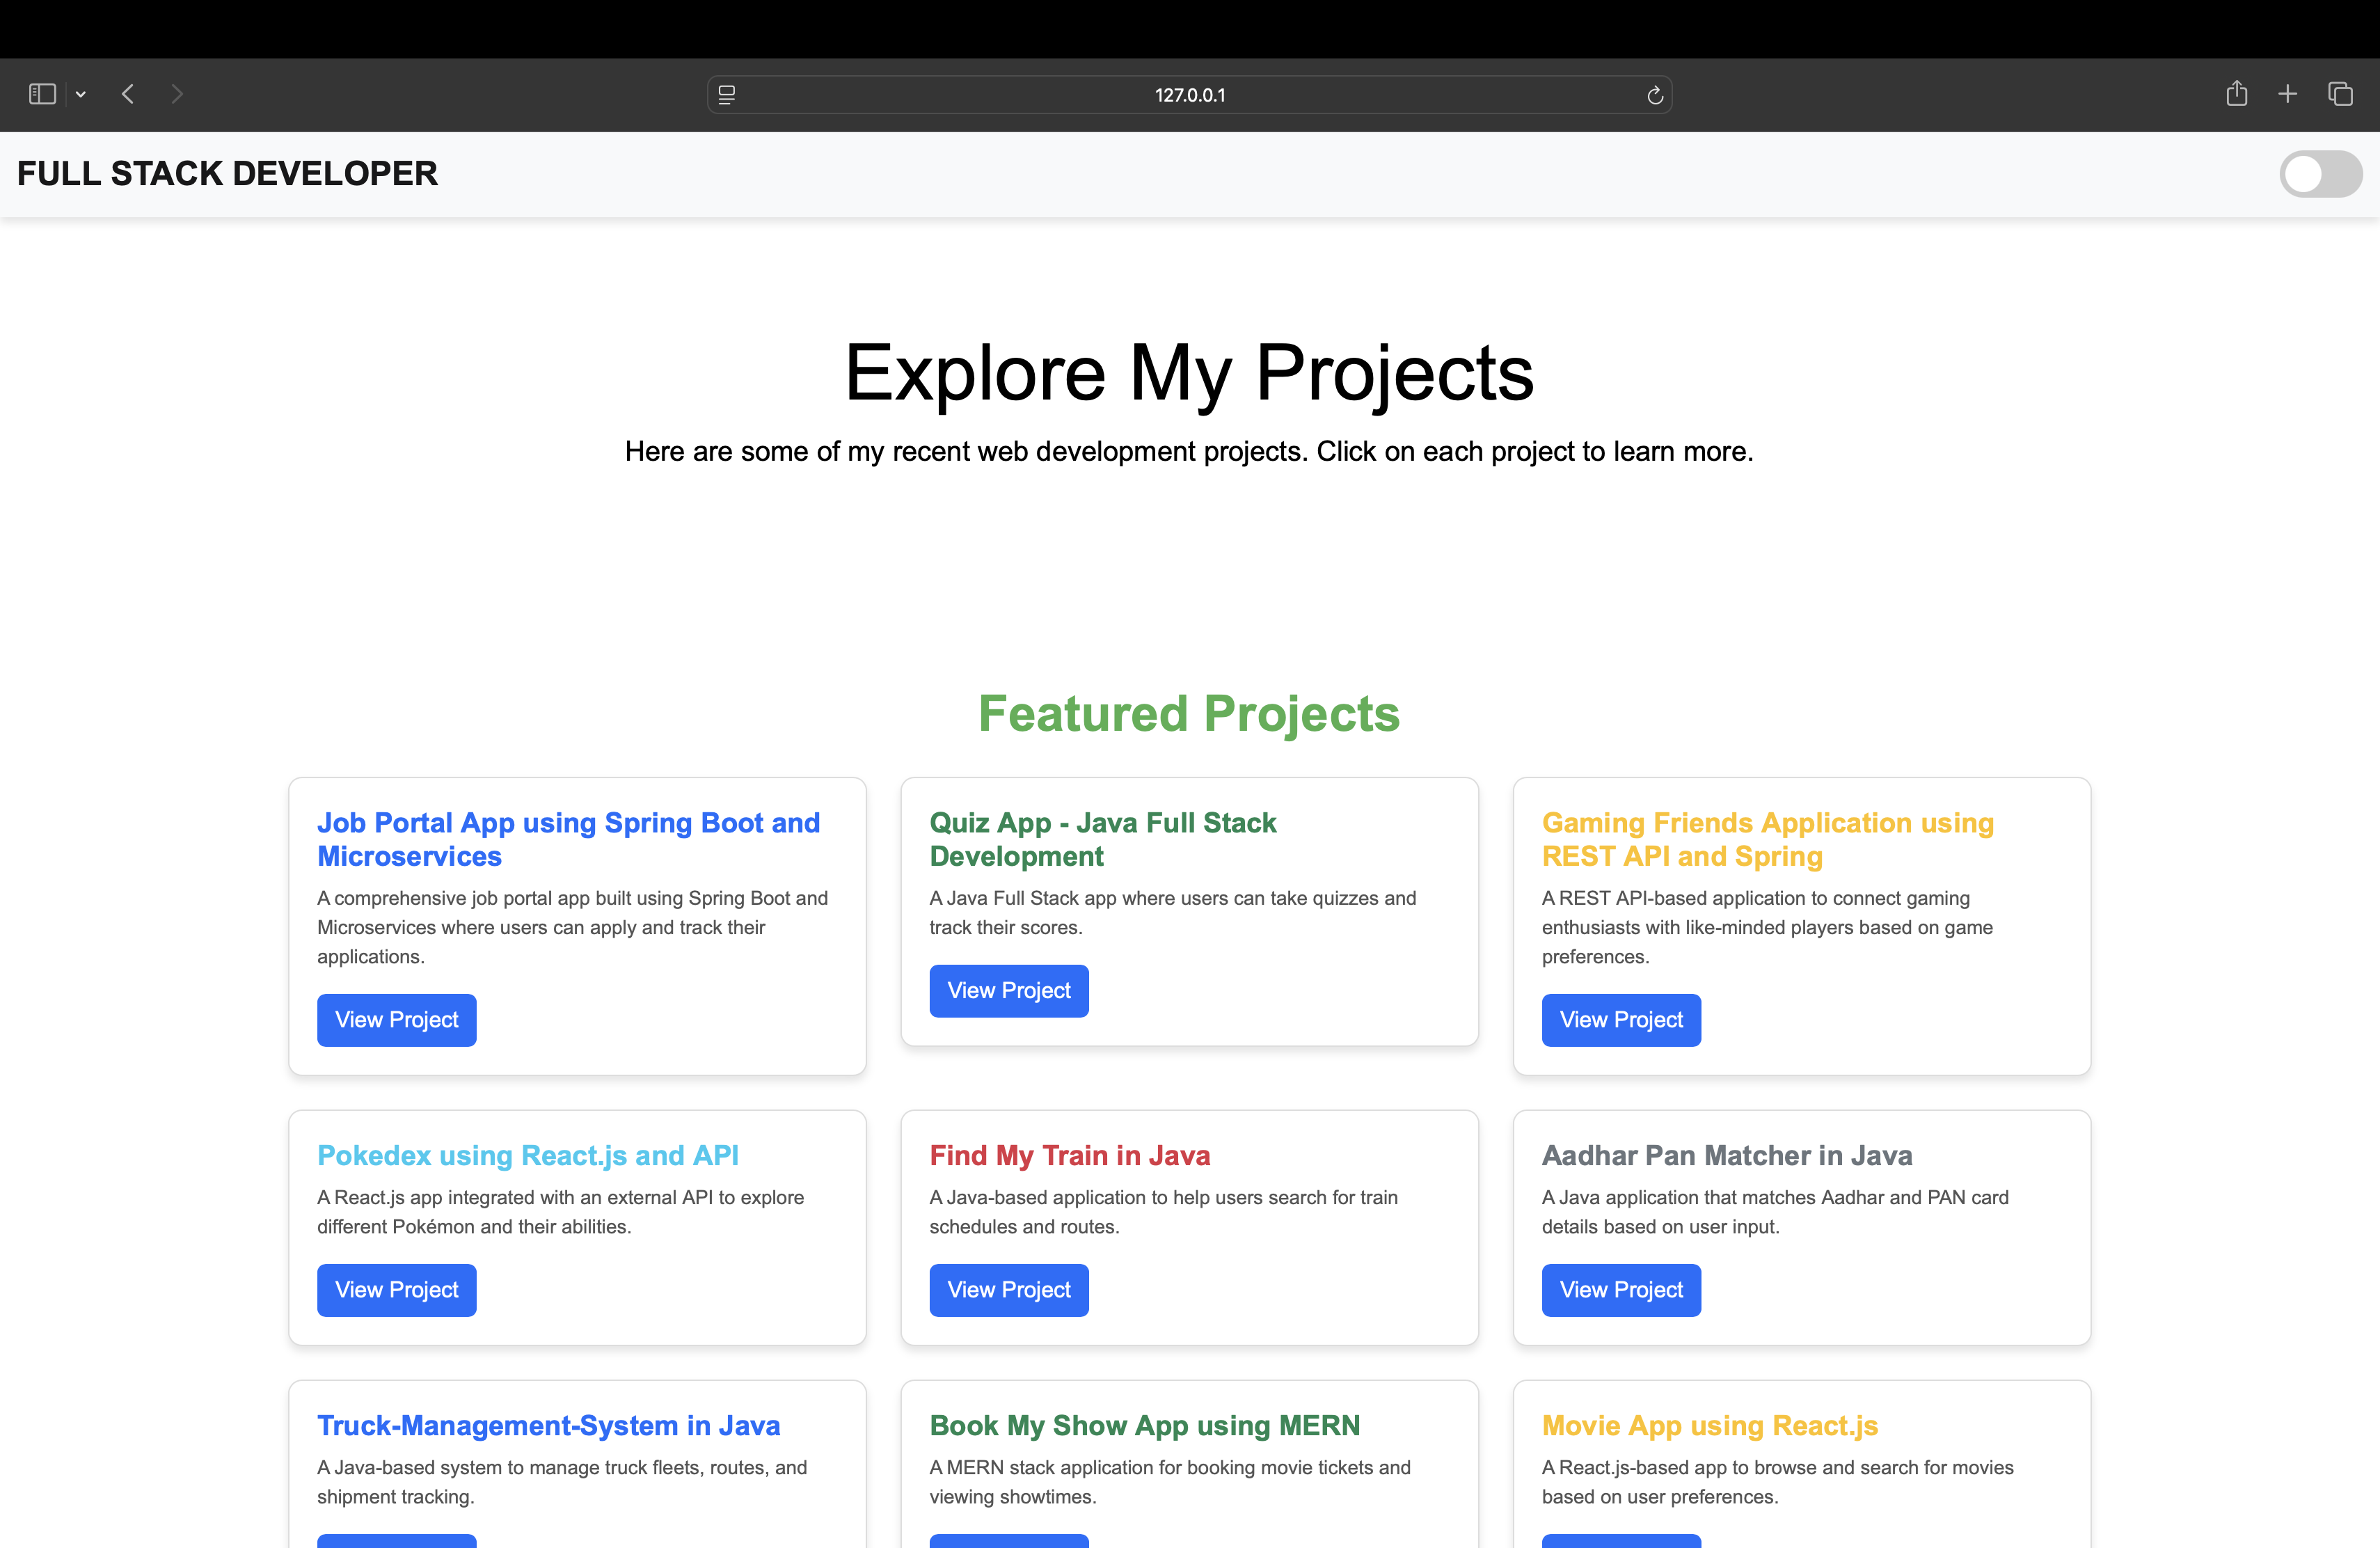 127.0.0.1
FULL STACK DEVELOPER
Explore My Projects
Here are some of my recent web development projects. Click on each project to learn more.
Featured Projects
Job Portal App using Spring Boot and
Microservices
A comprehensive job portal app built using Spring Boot and
Microservices where users can apply and track their
applications.
View Project
Quiz App - Java Full Stack
Development
A Java Full Stack app where users can take quizzes and
track their scores.
View Project
Gaming Friends Application using
REST API and Spring
A REST API-based application to connect gaming
enthusiasts with like-minded players based on game
preferences.
View Project
Pokedex using React.js and API
A React.js app integrated with an external API to explore
different Pokémon and their abilities.
View Project
Find My Train in Java
A Java-based application to help users search for train
schedules and routes.
View Project
Aadhar Pan Matcher in Java
A Java application that matches Aadhar and PAN card
details based on user input.
View Project
Truck-Management-System in Java
A Java-based system to manage truck fleets, routes, and
shipment tracking.
Book My Show App using MERN
A MERN stack application for booking movie tickets and
viewing showtimes.
Movie App using React.js
A React.js-based app to browse and search for movies
based on user preferences.